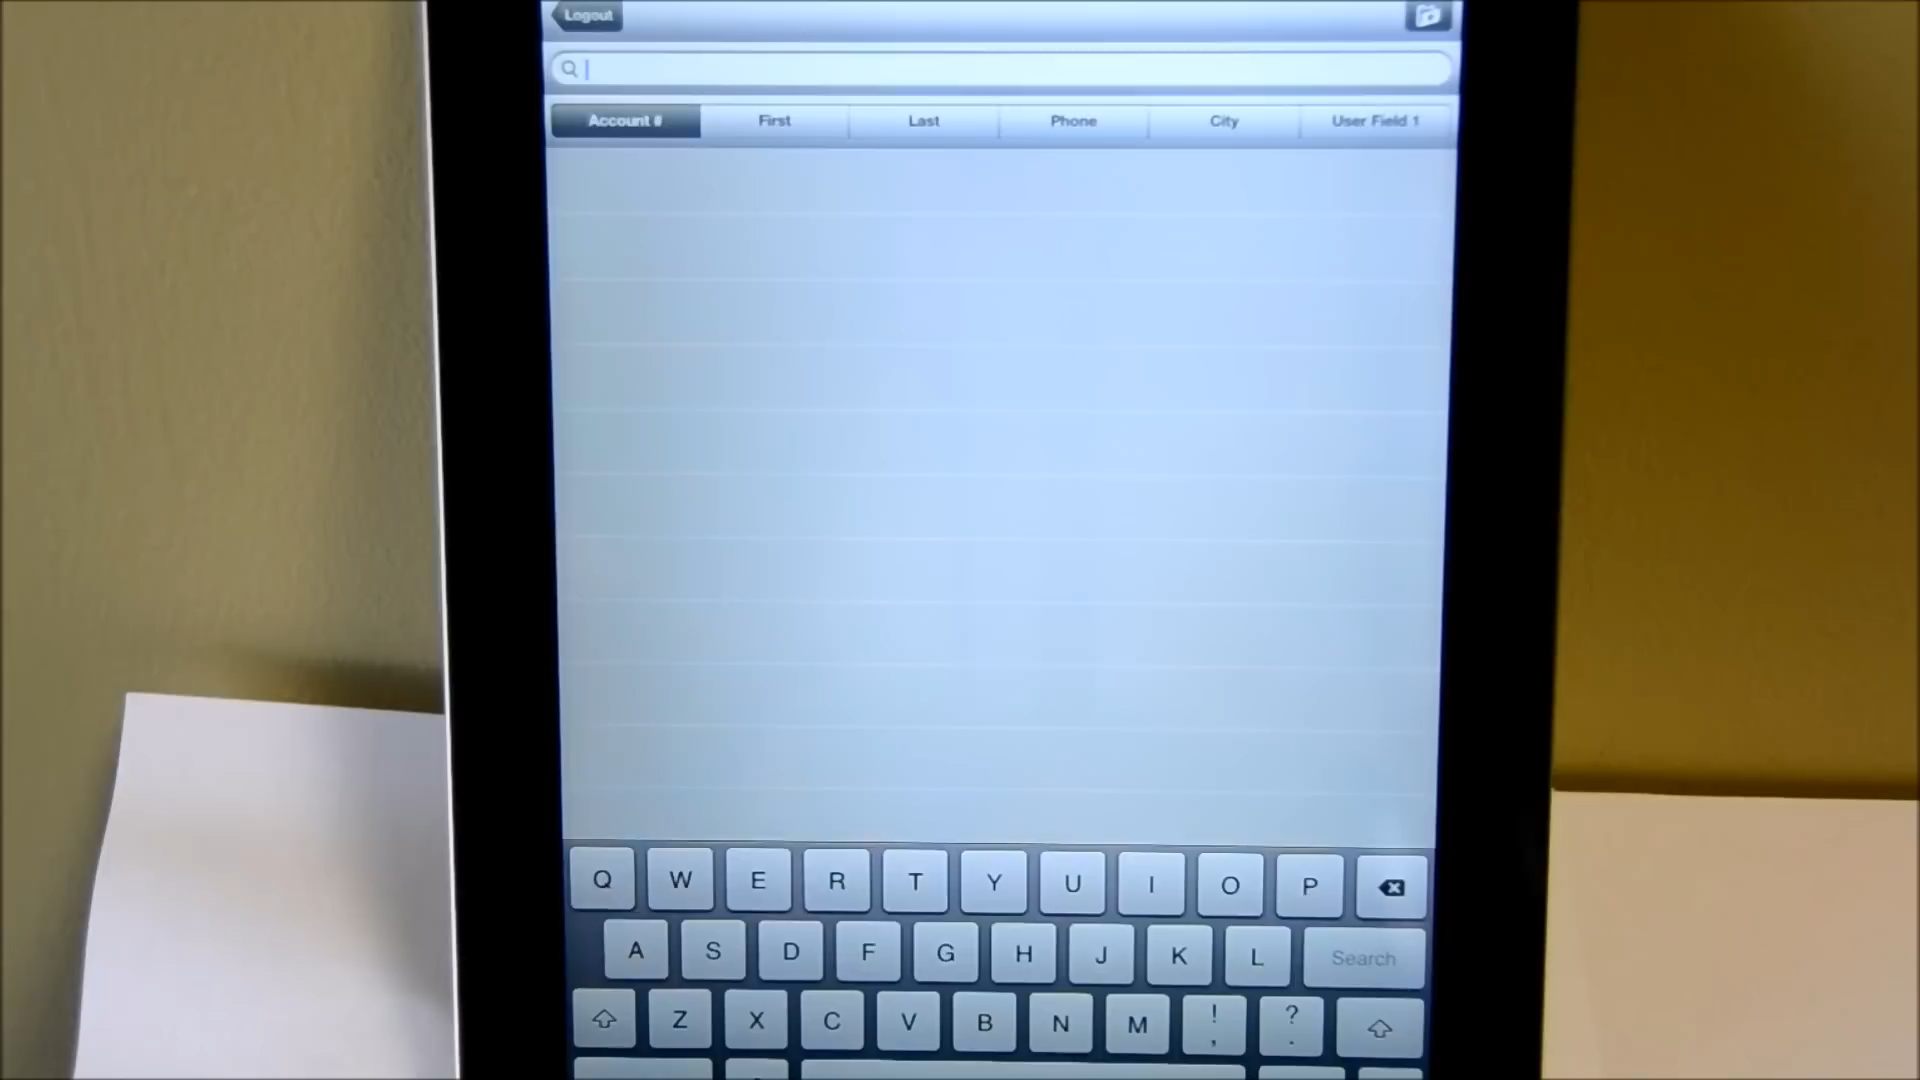 Logout
Account # First Last Phone City User Field 1
Q W E R T Y U I O P
A S D F G H J K L Search
Z X C V B N M ! , ? .